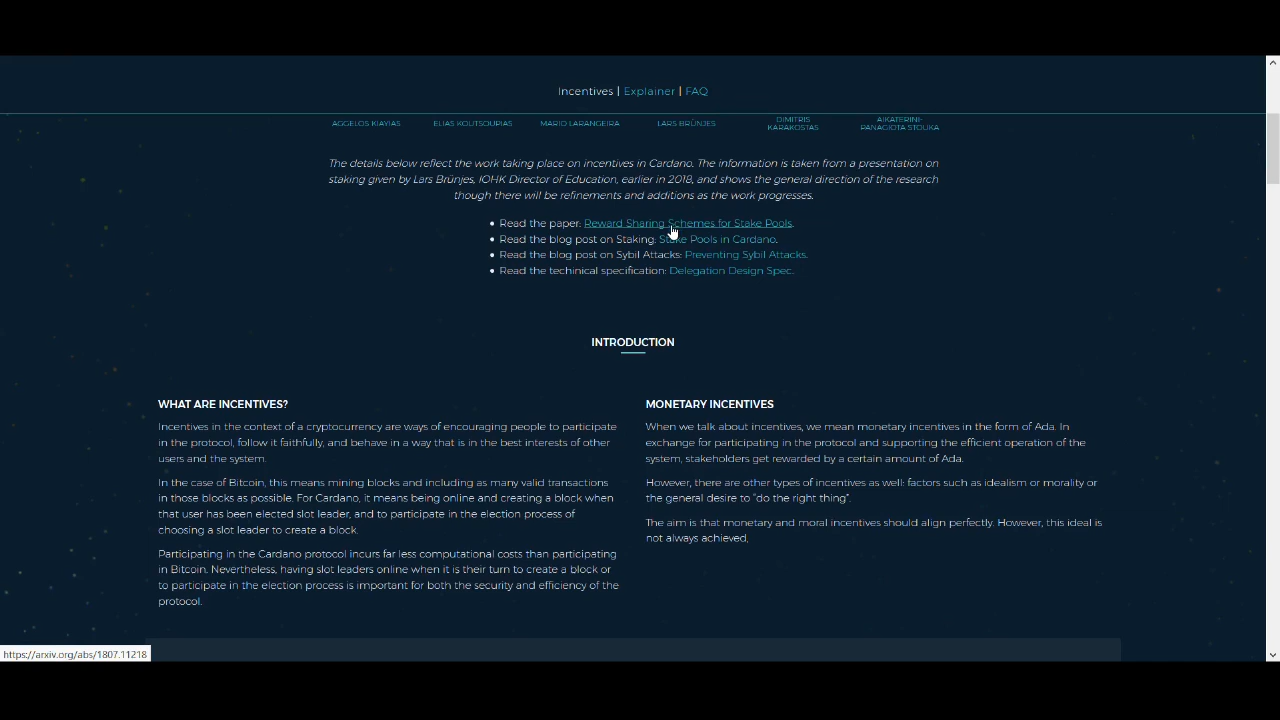 Incentives | Explainer | FAQ
AGGELOS KIAYIAS. ELIAS KOUTSOUPIAS MARIO LARANGEIRA LARS BRÜNJES DIMITRIS KARAKOSTAS AIKATERINI-PANAGIOTA STOUKA
The details below reflect the work taking place on incentives in Cardano. The information is taken from a presentation on
staking given by Lars Brünjes, IOHK Director of Education, earlier in 2018, and shows the general direction of the research
though there will be refinements and additions as the work progresses.
• Read the paper: Reward Sharing Schemes for Stake Pools.
• Read the blog post on Staking: Stake Pools in Cardano.
• Read the blog post on Sybil Attacks: Preventing Sybil Attacks.
• Read the techinical specification: Delegation Design Spec.
INTRODUCTION
WHAT ARE INCENTIVES?
Incentives in the context of a cryptocurrency are ways of encouraging people to participate
in the protocol, follow it faithfully, and behave in a way that is in the best interests of other
users and the system.
In the case of Bitcoin, this means mining blocks and including as many valid transactions
in those blocks as possible. For Cardano, it means being online and creating a block when
that user has been elected slot leader, and to participate in the election process of
choosing a slot leader to create a block.
Participating in the Cardano protocol incurs far less computational costs than participating
in Bitcoin. Nevertheless, having slot leaders online when it is their turn to create a block or
to participate in the election process is important for both the security and efficiency of the
protocol.
MONETARY INCENTIVES
When we talk about incentives, we mean monetary incentives in the form of Ada. In
exchange for participating in the protocol and supporting the efficient operation of the
system, stakeholders get rewarded by a certain amount of Ada.
However, there are other types of incentives as well: factors such as idealism or morality or
the general desire to "do the right thing".
The aim is that monetary and moral incentives should align perfectly. However, this ideal is
not always achieved,
https://arxiv.org/abs/1807.11218